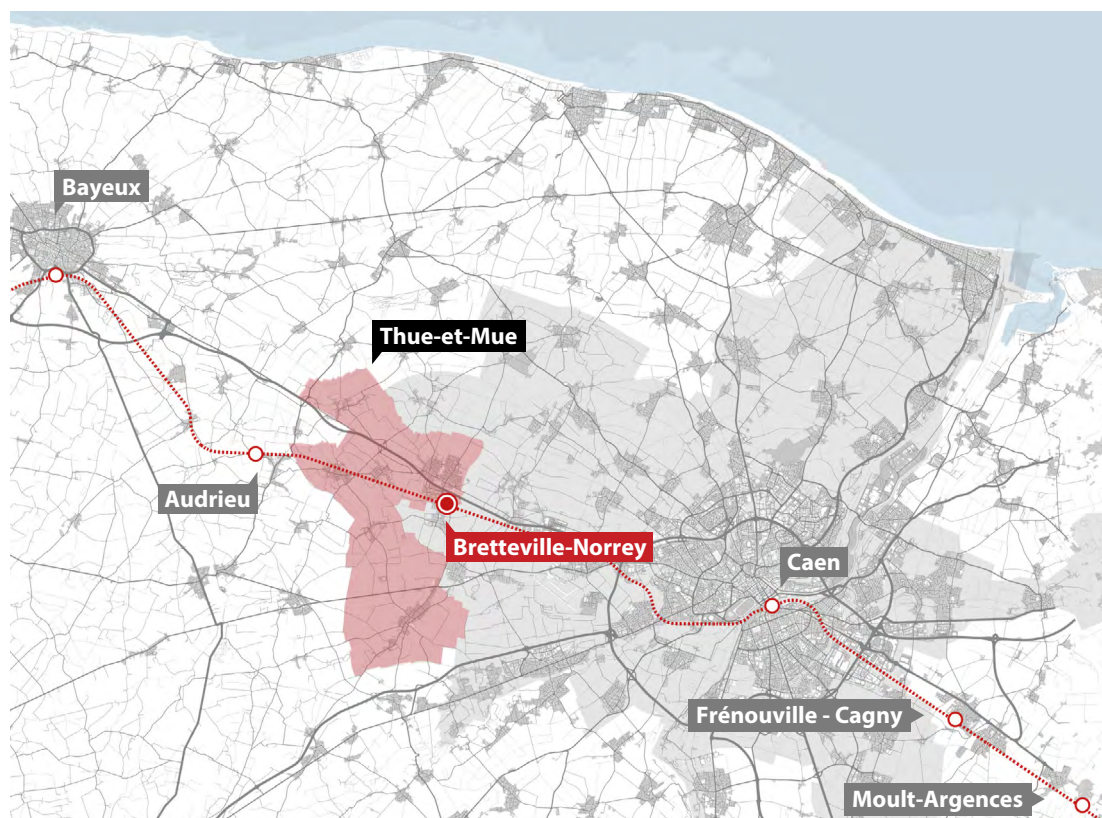 Bayeux
Thue-et-Mue
Audrieu
Bretteville-Norrey
Caen
Frénouville - Cagny
Moult-Argences